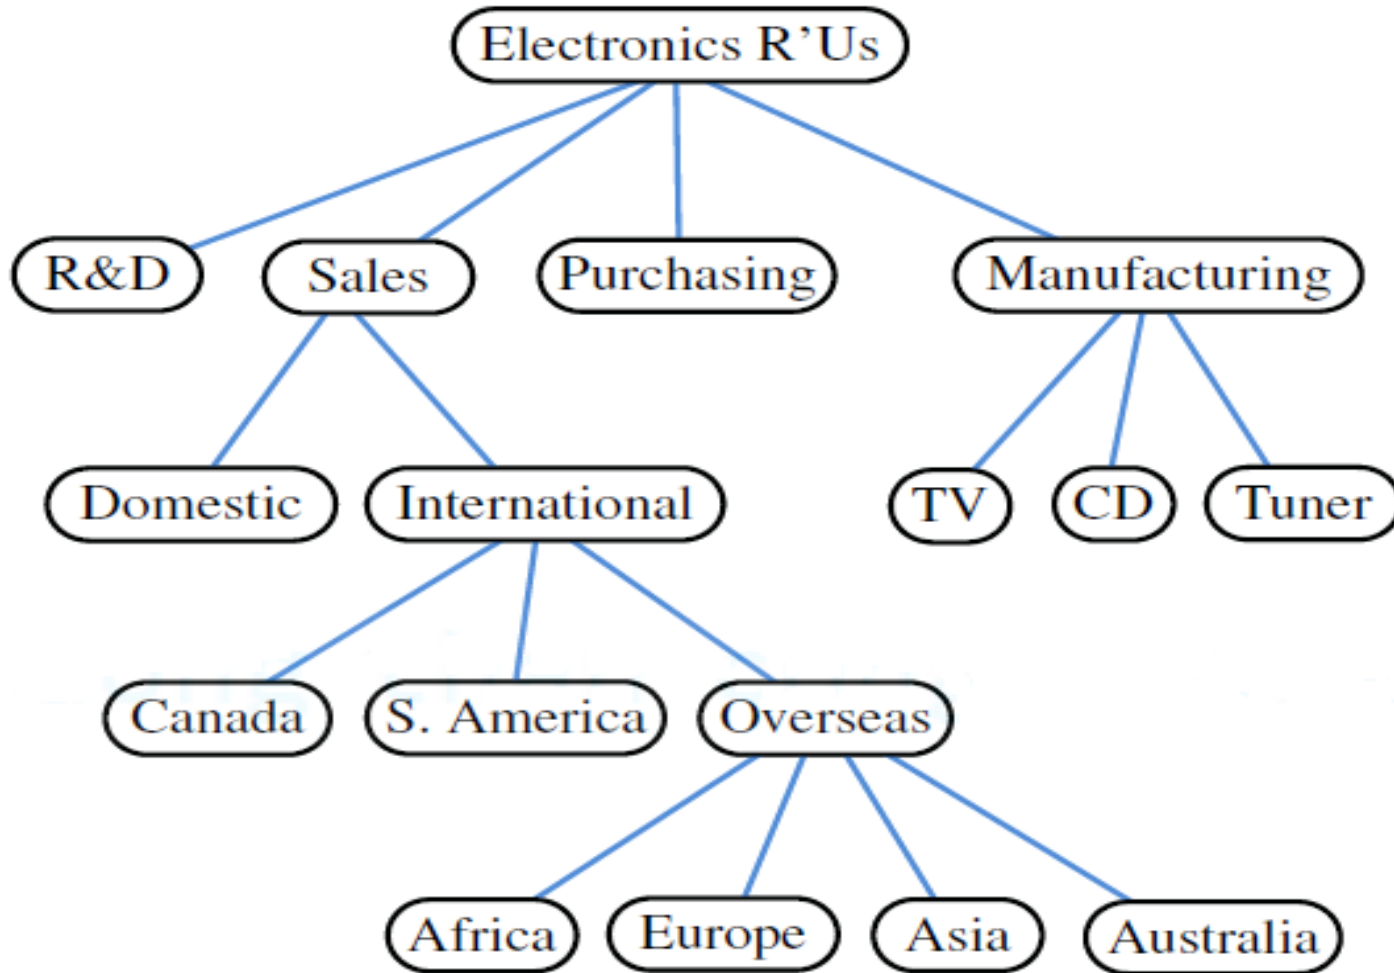 Electronics R'Us
R&D Sales Purchasing Manufacturing
Domestic International TV CD Tuner
Canada S. America Overseas
Africa Europe Asia Australia